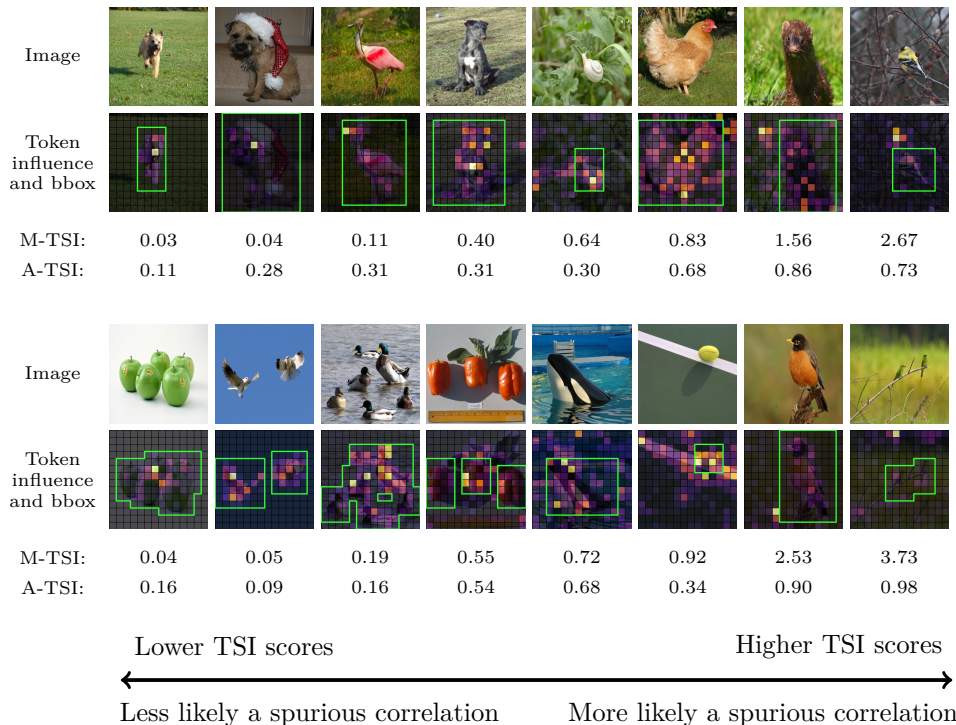 Image
Token
influence
and bbox
M-TSI: 0.03 0.04 0.11 0.40 0.64 0.83 1.56 2.67
A-TSI: 0.11 0.28 0.31 0.31 0.30 0.68 0.86 0.73
Image
Token
influence
and bbox
M-TSI: 0.04 0.05 0.19 0.55 0.72 0.92 2.53 3.73
A-TSI: 0.16 0.09 0.16 0.54 0.68 0.34 0.90 0.98
Lower TSI scores Higher TSI scores
Less likely a spurious correlation More likely a spurious correlation